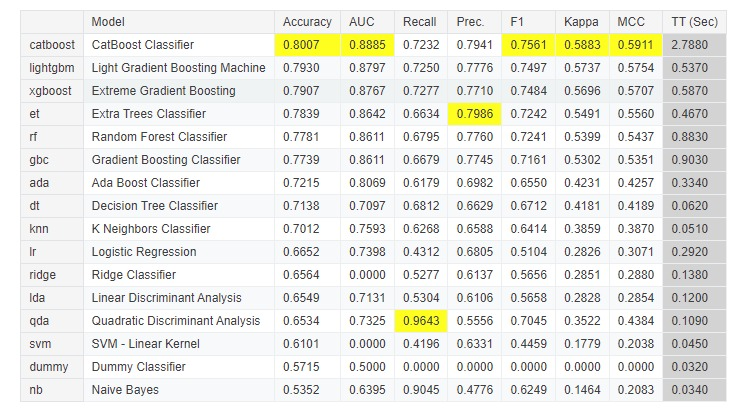 Model Accuracy AUC Recall Prec. F1 Kappa MCC TT (Sec)
catboost CatBoost Classifier 0.8007 0.8885 0.7232 0.7941 0.7561 0.5883 0.5911 2.7880
lightgbm Light Gradient Boosting Machine 0.7930 0.8797 0.7250 0.7776 0.7497 0.5737 0.5754 0.5370
xgboost Extreme Gradient Boosting 0.7907 0.8767 0.7277 0.7710 0.7484 0.5696 0.5707 0.5870
et Extra Trees Classifier 0.7839 0.8642 0.6634 0.7986 0.7242 0.5491 0.5560 0.4670
rf Random Forest Classifier 0.7781 0.8611 0.6795 0.7760 0.7241 0.5399 0.5437 0.8830
gbc Gradient Boosting Classifier 0.7739 0.8611 0.6679 0.7745 0.7161 0.5302 0.5351 0.9030
ada Ada Boost Classifier 0.7215 0.8069 0.6179 0.6982 0.6550 0.4231 0.4257 0.3340
dt Decision Tree Classifier 0.7138 0.7097 0.6812 0.6629 0.6712 0.4181 0.4189 0.0620
knn K Neighbors Classifier 0.7012 0.7593 0.6268 0.6588 0.6414 0.3859 0.3870 0.0510
lr Logistic Regression 0.6652 0.7398 0.4312 0.6805 0.5104 0.2826 0.3071 0.2920
ridge Ridge Classifier 0.6564 0.0000 0.5277 0.6137 0.5656 0.2851 0.2880 0.1380
lda Linear Discriminant Analysis 0.6549 0.7131 0.5304 0.6106 0.5658 0.2828 0.2854 0.1200
qda Quadratic Discriminant Analysis 0.6534 0.7325 0.9643 0.5556 0.7045 0.3522 0.4384 0.1090
svm SVM - Linear Kernel 0.6101 0.0000 0.4196 0.6331 0.4459 0.1779 0.2038 0.0450
dummy Dummy Classifier 0.5715 0.5000 0.0000 0.0000 0.0000 0.0000 0.0000 0.0320
nb Naive Bayes 0.5352 0.6395 0.9045 0.4776 0.6249 0.1464 0.2083 0.0340